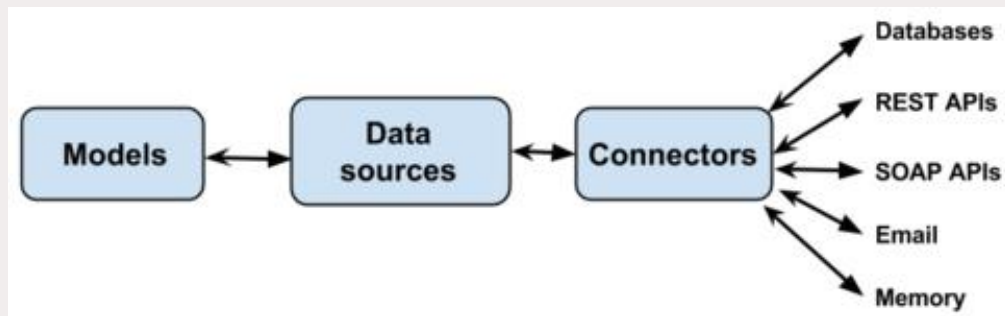 Models
Data
sources
Connectors
Databases
REST APIs
SOAP APIs
Email
Memory